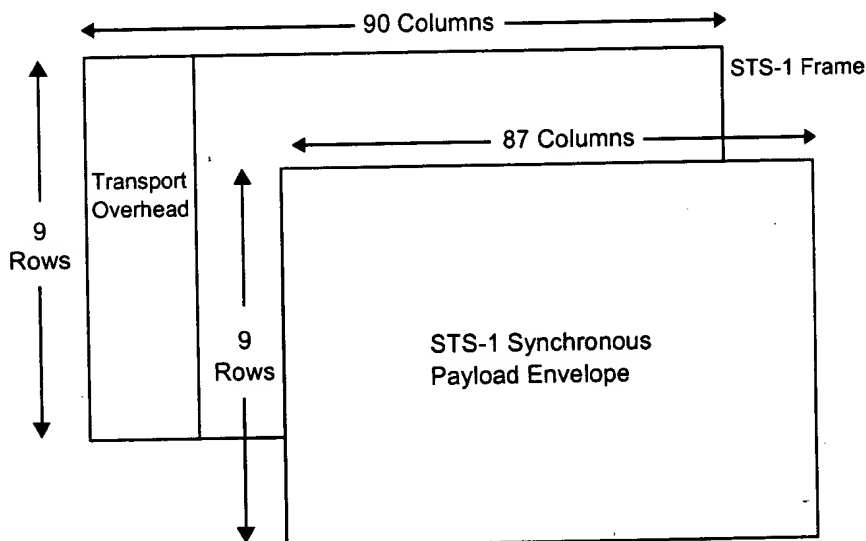 90 Columns
STS-1 Frame
87 Columns
Transport
Overhead
9
Rows
9
Rows
STS-1 Synchronous
Payload Envelope